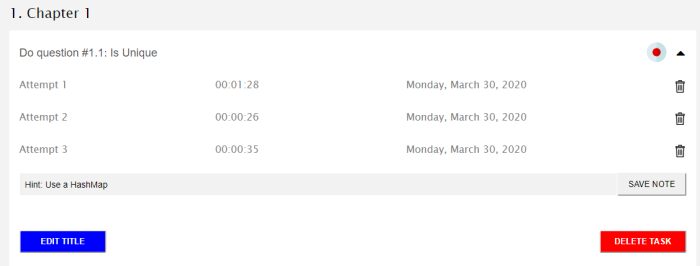 1. Chapter 1
Do question #1.1: Is Unique
Attempt 1 00:01:28 Monday, March 30, 2020
Attempt 2 00:00:26 Monday, March 30, 2020
Attempt 3 00:00:35 Monday, March 30, 2020
Hint: Use a HashMap SAVE NOTE
EDIT TITLE DELETE TASK